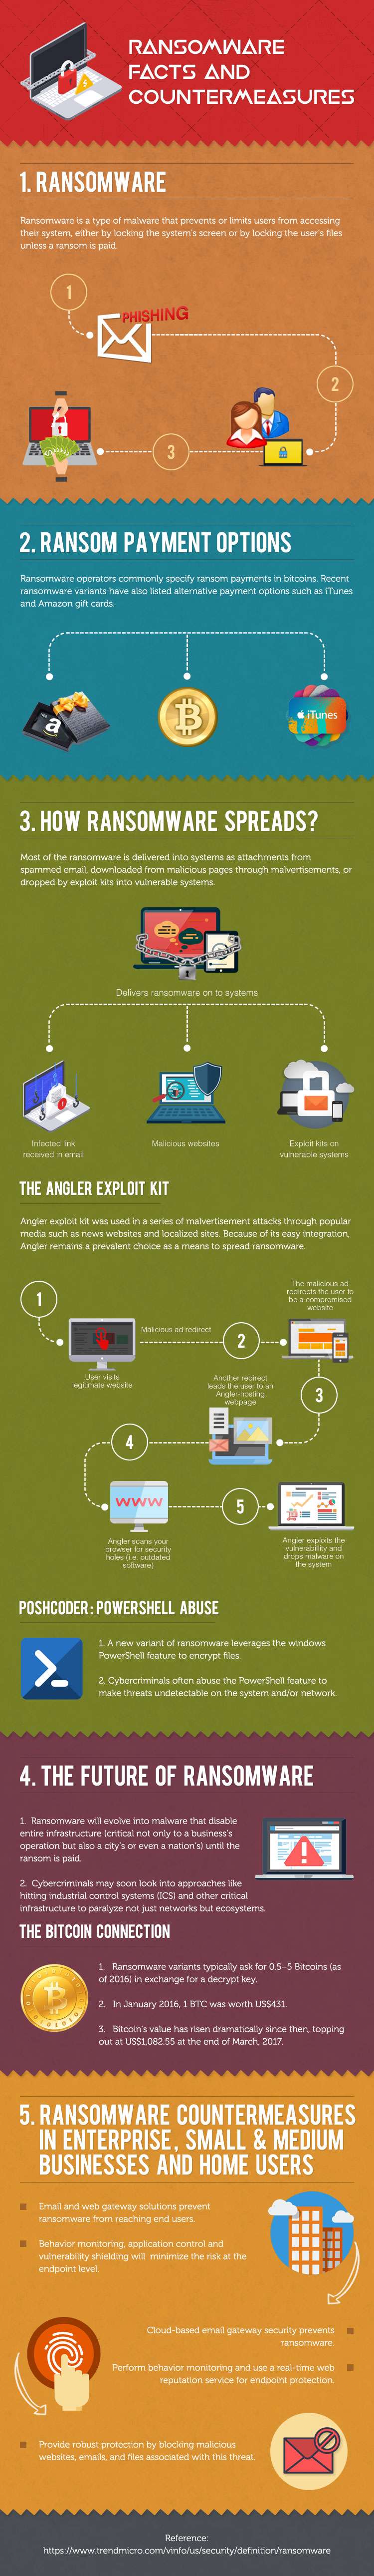 RANSOMWARE
FACTS AND
COUNTERMEASURES
1. RANSOMWARE
Ransomware is a type of malware that prevents or limits users from accessing
their system, either by locking the system's screen or by locking the user's files
unless a ransom is paid.
1
PHISHING
2
3
2. RANSOM PAYMENT OPTIONS
Ransomware operators commonly specify ransom payments in bitcoins. Recent
ransomware variants have also listed alternative payment options such as iTunes
and Amazon gift cards.
a
iTunes
3. HOW RANSOMWARE SPREADS?
Most of the ransomware is delivered into systems as attachments from
spammed email, downloaded from malicious pages through malvertisements, or
dropped by exploit kits into vulnerable systems.
Delivers ransomware on to systems
Infected link
received in email
Malicious websites
Exploit kits on
vulnerable systems
THE ANGLER EXPLOIT KIT
Angler exploit kit was used in a series of malvertisement attacks through popular
media such as news websites and localized sites. Because of its easy integration,
Angler remains a prevalent choice as a means to spread ransomware.
1
User visits
legitimate website
Malicious ad redirect
2
The malicious ad
redirects the user to
be a compromised
website
3
Another redirect
leads the user to an
Angler-hosting
webpage
4
WWW
Angler scans your
browser for security
holes (i.e. outdated
software)
5
Angler exploits the
vulnerability and
drops malware on
the system
POSHCODER: POWERSHELL ABUSE
1. A new variant of ransomware leverages the windows
PowerShell feature to encrypt files.
2. Cybercriminals often abuse the PowerShell feature to
make threats undetectable on the system and/or network.
4. THE FUTURE OF RANSOMWARE
1. Ransomware will evolve into malware that disable
entire infrastructure (critical not only to a business's
operation but also a city's or even a nation's) until the
ransom is paid.
2. Cybercriminals may soon look into approaches like
hitting industrial control systems (ICS) and other critical
infrastructure to paralyze not just networks but ecosystems.
THE BITCOIN CONNECTION
1. Ransomware variants typically ask for 0.5–5 Bitcoins (as
of 2016) in exchange for a decrypt key.
2. In January 2016, 1 BTC was worth US$431.
3. Bitcoin's value has risen dramatically since then, topping
out at US$1,082.55 at the end of March, 2017.
5. RANSOMWARE COUNTERMEASURES
IN ENTERPRISE, SMALL & MEDIUM
BUSINESSES AND HOME USERS
Email and web gateway solutions prevent
ransomware from reaching end users.
Behavior monitoring, application control and
vulnerability shielding will minimize the risk at the
endpoint level.
Cloud-based email gateway security prevents
ransomware.
Perform behavior monitoring and use a real-time web
reputation service for endpoint protection.
Provide robust protection by blocking malicious
websites, emails, and files associated with this threat.
Reference:
https://www.trendmicro.com/vinfo/us/security/definition/ransomware